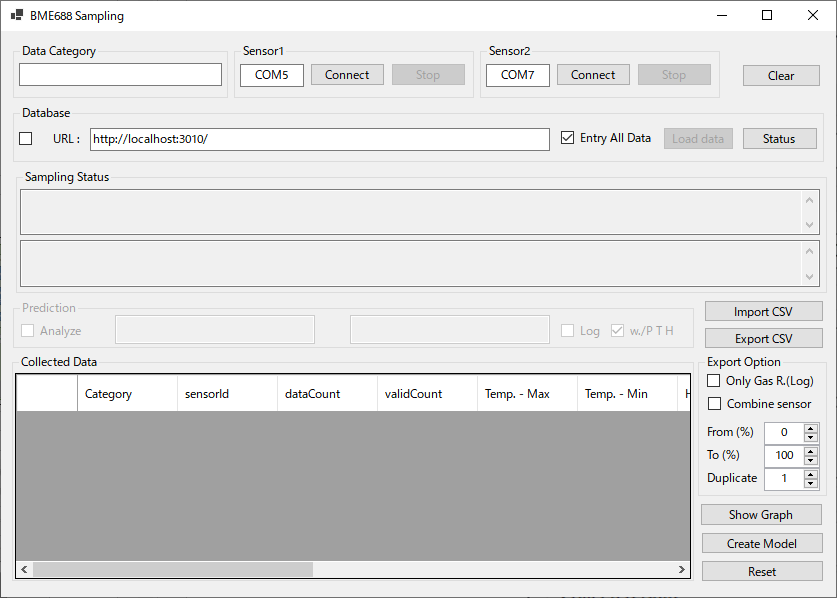 BME688 Sampling
Data Category
Sensor1
Sensor2
COM5 Connect Stop
COM7 Connect Stop
Clear
Database
URL : http://localhost:3010/ Entry All Data Load data Status
Sampling Status
Prediction
Analyze Log w./P T H
Import CSV
Export CSV
Collected Data
Category sensorId dataCount validCount Temp. - Max Temp. - Min
Export Option
Only Gas R.(Log)
Combine sensor
From (%) 0
To (%) 100
Duplicate 1
Show Graph
Create Model
Reset